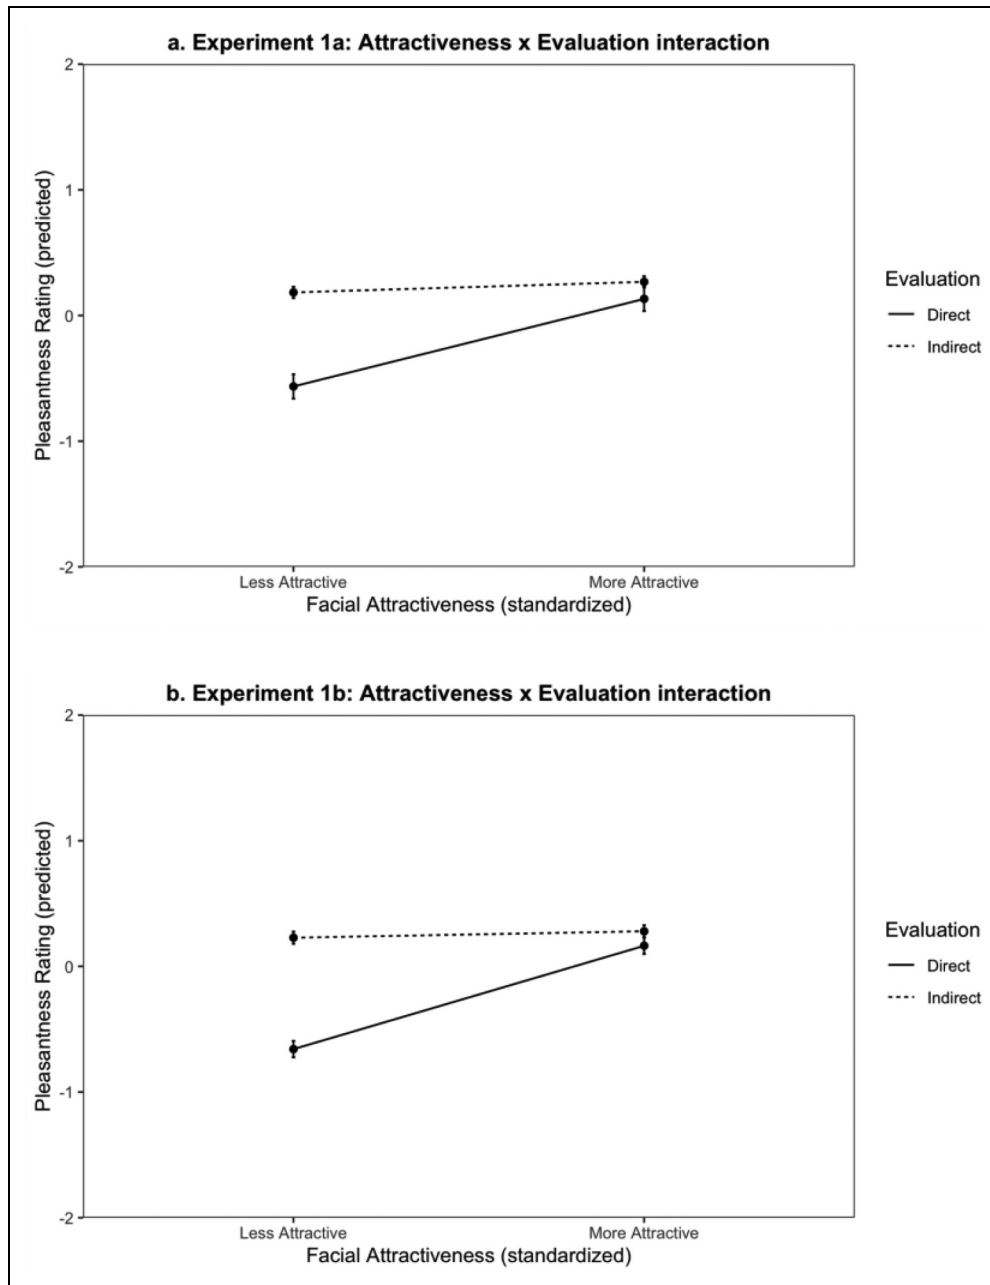 a. Experiment 1a: Attractiveness x Evaluation interaction
2
1
0
-1
-2
Pleasantness Rating (predicted)
Less Attractive
More Attractive
Facial Attractiveness (standardized)
Evaluation
Direct
Indirect
b. Experiment 1b: Attractiveness x Evaluation interaction
2
1
0
-1
-2
Pleasantness Rating (predicted)
Less Attractive
More Attractive
Facial Attractiveness (standardized)
Evaluation
Direct
Indirect